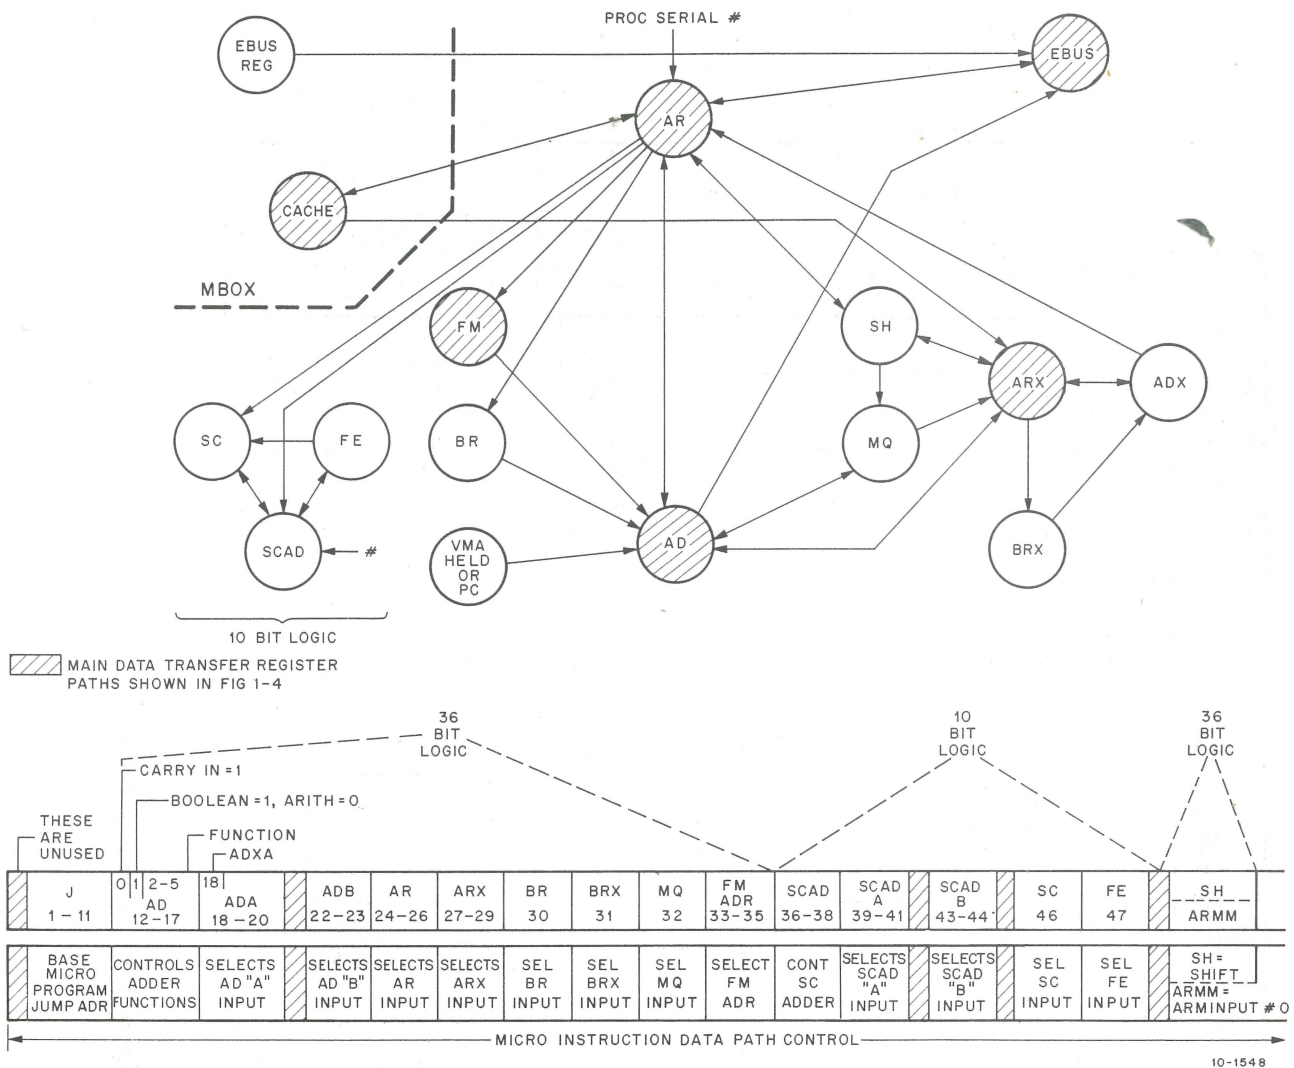 PROC SERIAL #
EBUS
REG
EBUS
AR
CACHE
MBOX
FM
SH
ARX
ADX
SC
FE
BR
MQ
SCAD
#
VMA
HELD
OR
PC
AD
BRX
10 BIT LOGIC
MAIN DATA TRANSFER REGISTER
PATHS SHOWN IN FIG 1-4
36
BIT
LOGIC
10
BIT
LOGIC
36
BIT
LOGIC
CARRY IN = 1
BOOLEAN = 1, ARITH = 0
THESE
ARE
UNUSED
FUNCTION
ADXA
J
1-11
0 1 2-5
AD
12-17
18
ADA
18-20
ADB
22-23
AR
24-26
ARX
27-29
BR
30
BRX
31
MQ
32
FM
ADR
33-35
SCAD
36-38
SCAD
A
39-41
SCAD
B
43-44
SC
46
FE
47
SH
ARMM
BASE
MICRO
PROGRAM
JUMP ADR
CONTROLS
ADDER
FUNCTIONS
SELECTS
AD "A"
INPUT
SELECTS
AD "B"
INPUT
SELECTS
AR
INPUT
SELECTS
ARX
INPUT
SEL
BR
INPUT
SEL
BRX
INPUT
SEL
MQ
INPUT
SELECT
FM
ADR
CONT
SC
ADDER
SELECTS
SCAD
"A"
INPUT
SELECTS
SCAD
"B"
INPUT
SEL
SC
INPUT
SEL
FE
INPUT
SH =
SHIFT
ARMM =
ARM INPUT # 0
MICRO INSTRUCTION DATA PATH CONTROL
10-1548